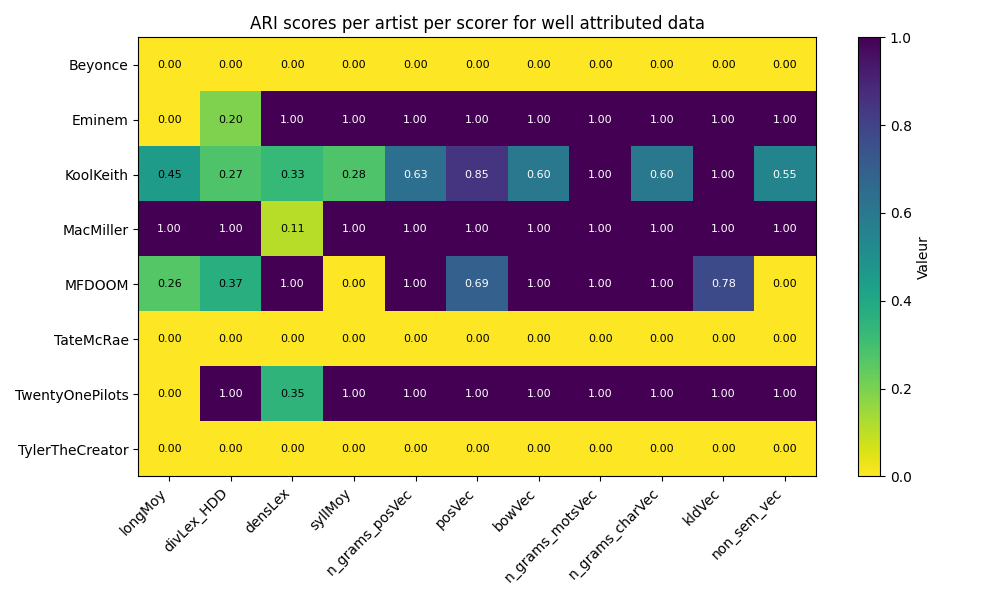 ARI scores per artist per scorer for well attributed data
Beyonce 0.00 0.00 0.00 0.00 0.00 0.00 0.00 0.00 0.00 0.00 0.00
Eminem 0.00 0.20 1.00 1.00 1.00 1.00 1.00 1.00 1.00 1.00 1.00
KoolKeith 0.45 0.27 0.33 0.28 0.63 0.85 0.60 1.00 0.60 1.00 0.55
MacMiller 1.00 1.00 0.11 1.00 1.00 1.00 1.00 1.00 1.00 1.00 1.00
MFDOOM 0.26 0.37 1.00 0.00 1.00 0.69 1.00 1.00 1.00 0.78 0.00
TateMcRae 0.00 0.00 0.00 0.00 0.00 0.00 0.00 0.00 0.00 0.00 0.00
TwentyOnePilots 0.00 1.00 0.35 1.00 1.00 1.00 1.00 1.00 1.00 1.00 1.00
TylerTheCreator 0.00 0.00 0.00 0.00 0.00 0.00 0.00 0.00 0.00 0.00 0.00
longMoy
divLex_HDD
densLex
syllMoy
n_grams_posVec
posVec
bowVec
n_grams_motsVec
n_grams_charVec
kldVec
non_sem_vec
1.0
0.8
0.6
0.4
0.2
0.0
Valeur